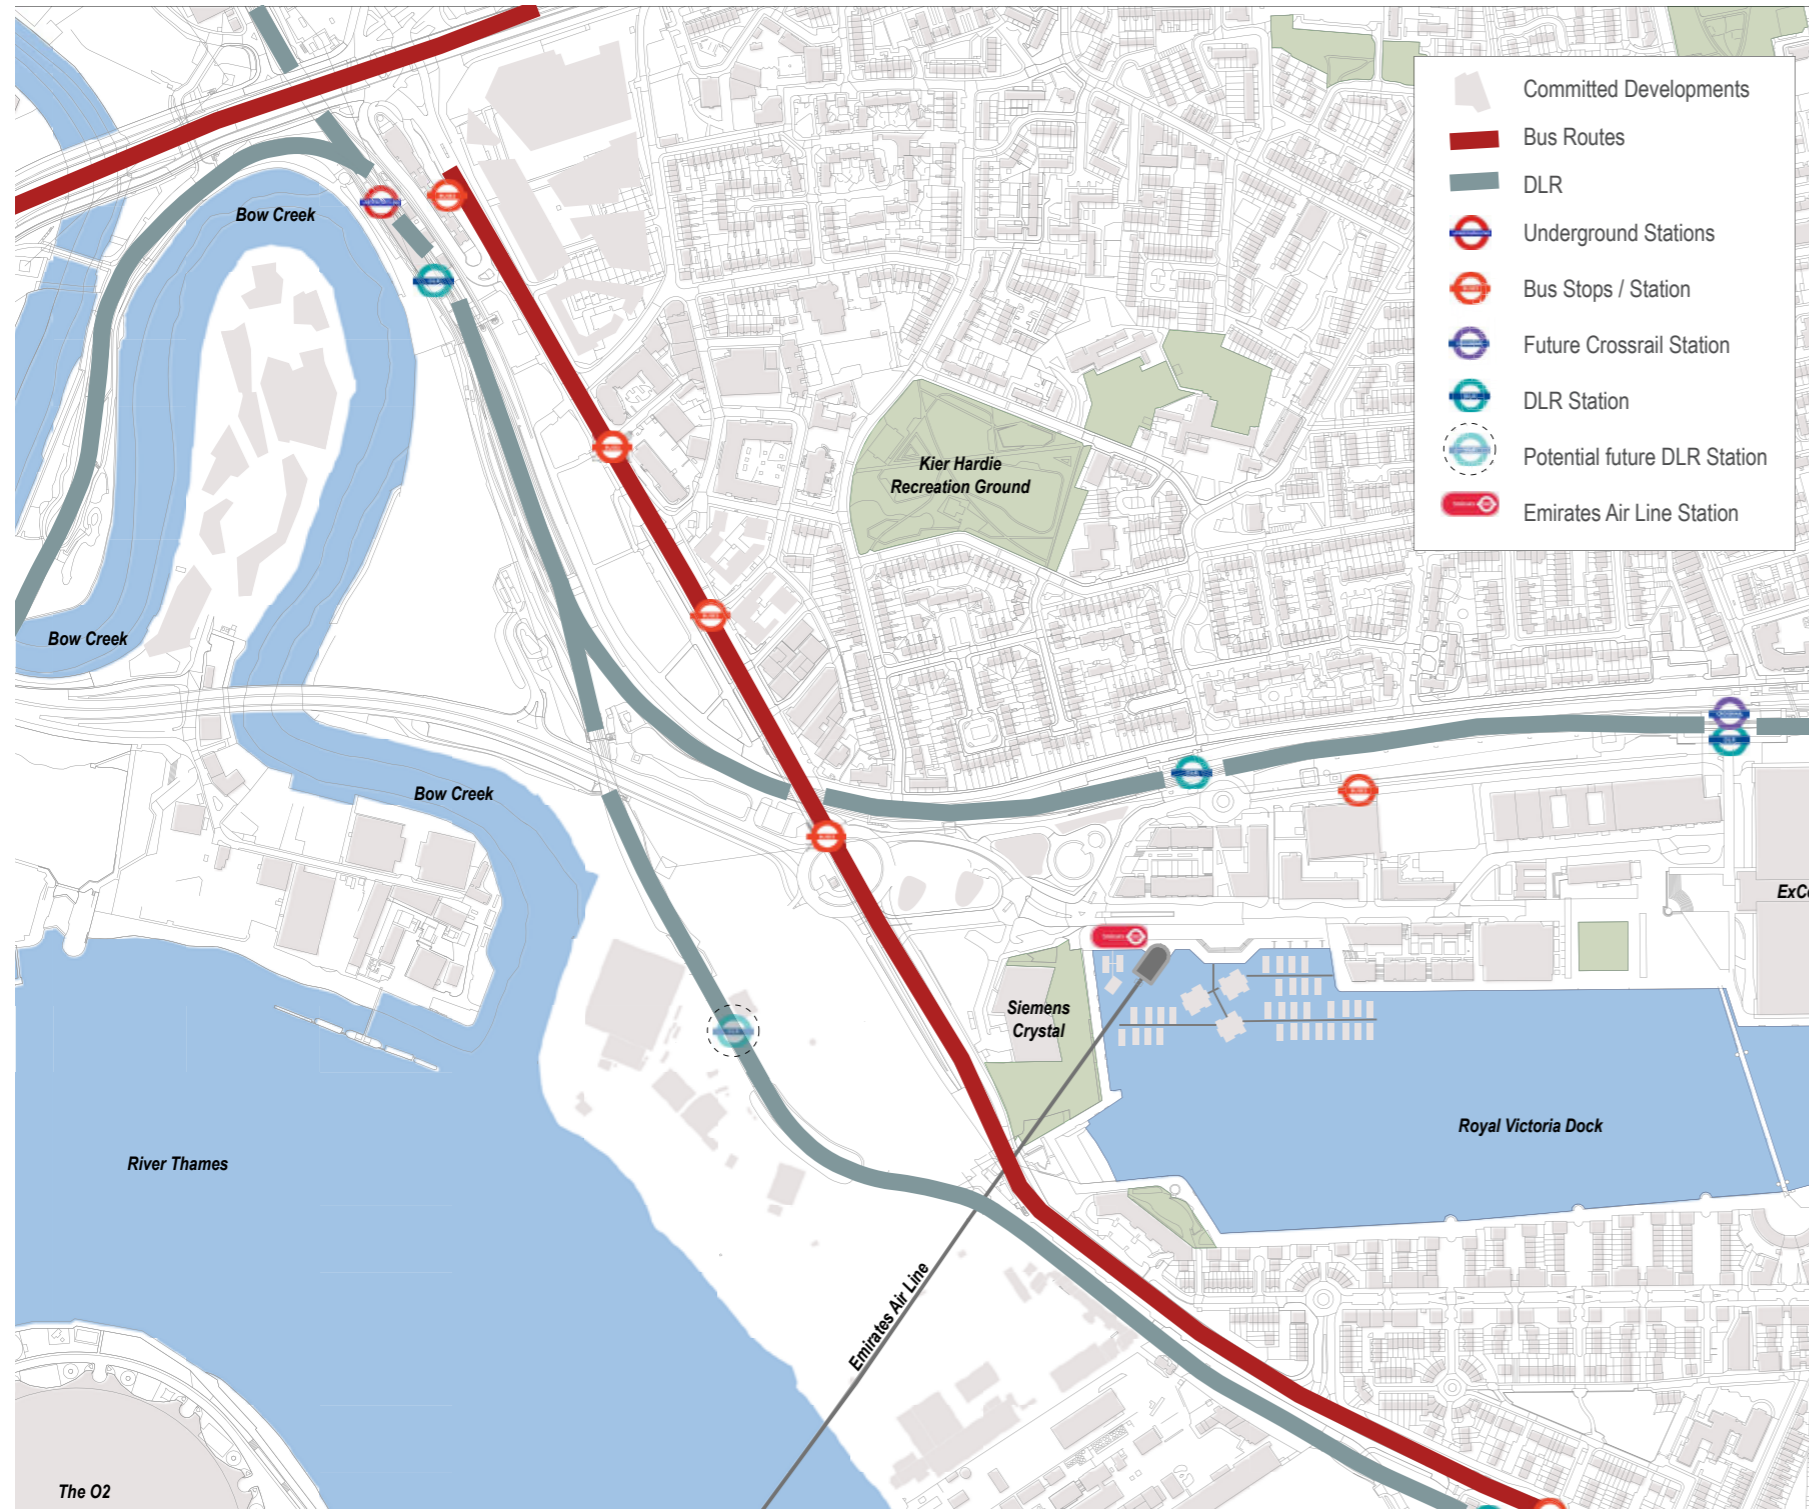 Committed Developments
Bus Routes
DLR
Underground Stations
Bus Stops / Station
Future Crossrail Station
DLR Station
Potential future DLR Station
Emirates Air Line Station
Bow Creek
Kier Hardie
Recreation Ground
Bow Creek
Bow Creek
ExC
Siemens
Crystal
Royal Victoria Dock
River Thames
Emirates Air Line
The O2